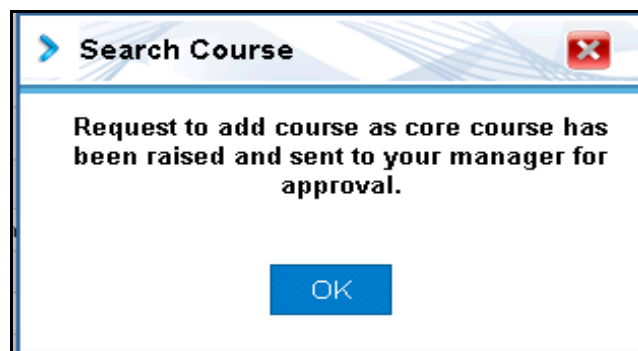 Search Course
Request to add course as core course has
been raised and sent to your manager for
approval.
OK